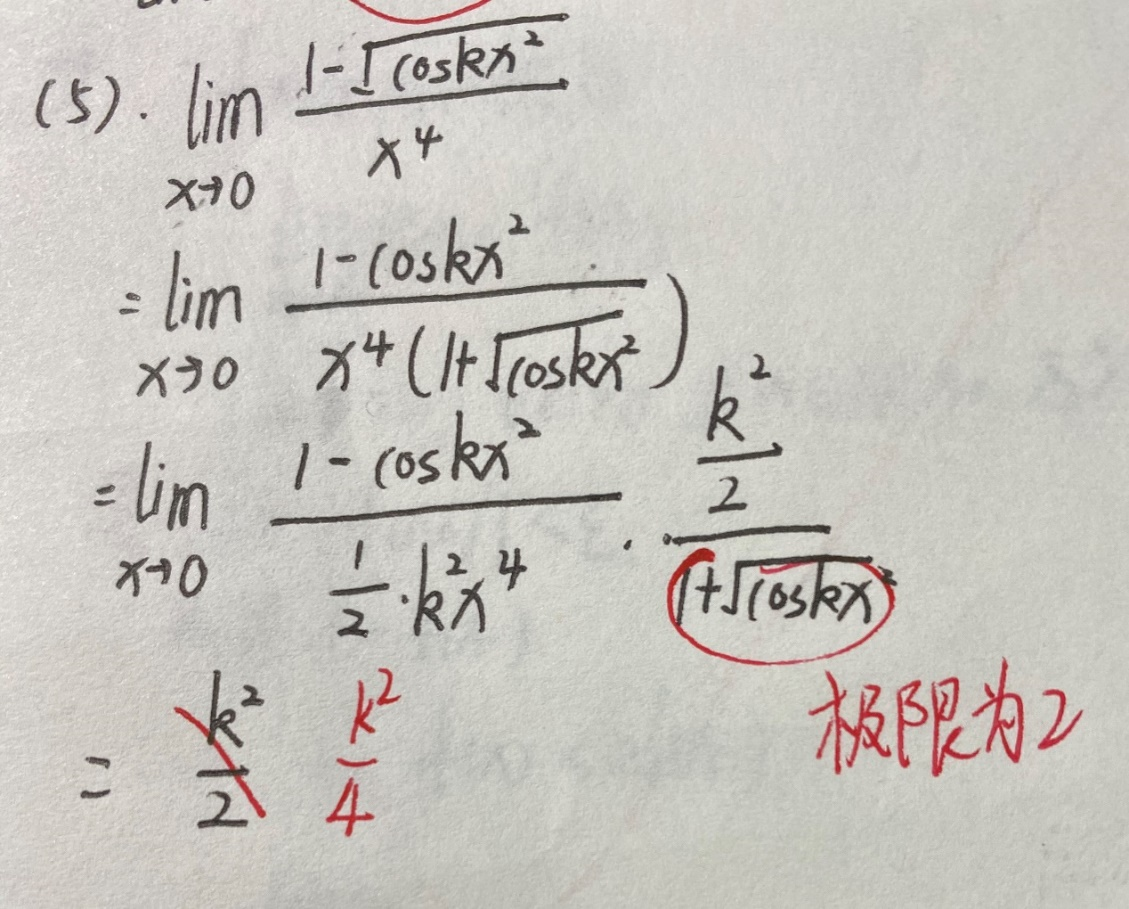 (5). lim x→0 (1-√(coskx²))/x⁴
= lim x→0 (1-coskx²)/(x⁴(1+√(coskx²)))
= lim x→0 (1-coskx²)/(1/2·k²x⁴) · (k²/2)/(1+√(coskx²))
极限为2
= k²/2 k²/4